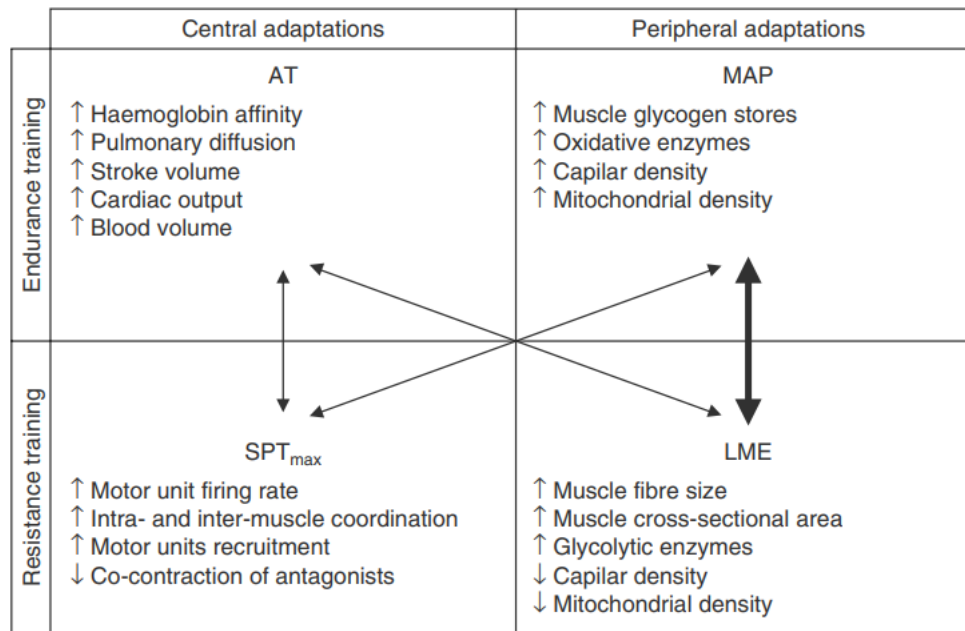 Central adaptations
Peripheral adaptations
Endurance training
AT
↑ Haemoglobin affinity
↑ Pulmonary diffusion
↑ Stroke volume
↑ Cardiac output
↑ Blood volume
MAP
↑ Muscle glycogen stores
↑ Oxidative enzymes
↑ Capilar density
↑ Mitochondrial density
Resistance training
SPTmax
↑ Motor unit firing rate
↑ Intra- and inter-muscle coordination
↑ Motor units recruitment
↓ Co-contraction of antagonists
LME
↑ Muscle fibre size
↑ Muscle cross-sectional area
↑ Glycolytic enzymes
↓ Capilar density
↓ Mitochondrial density